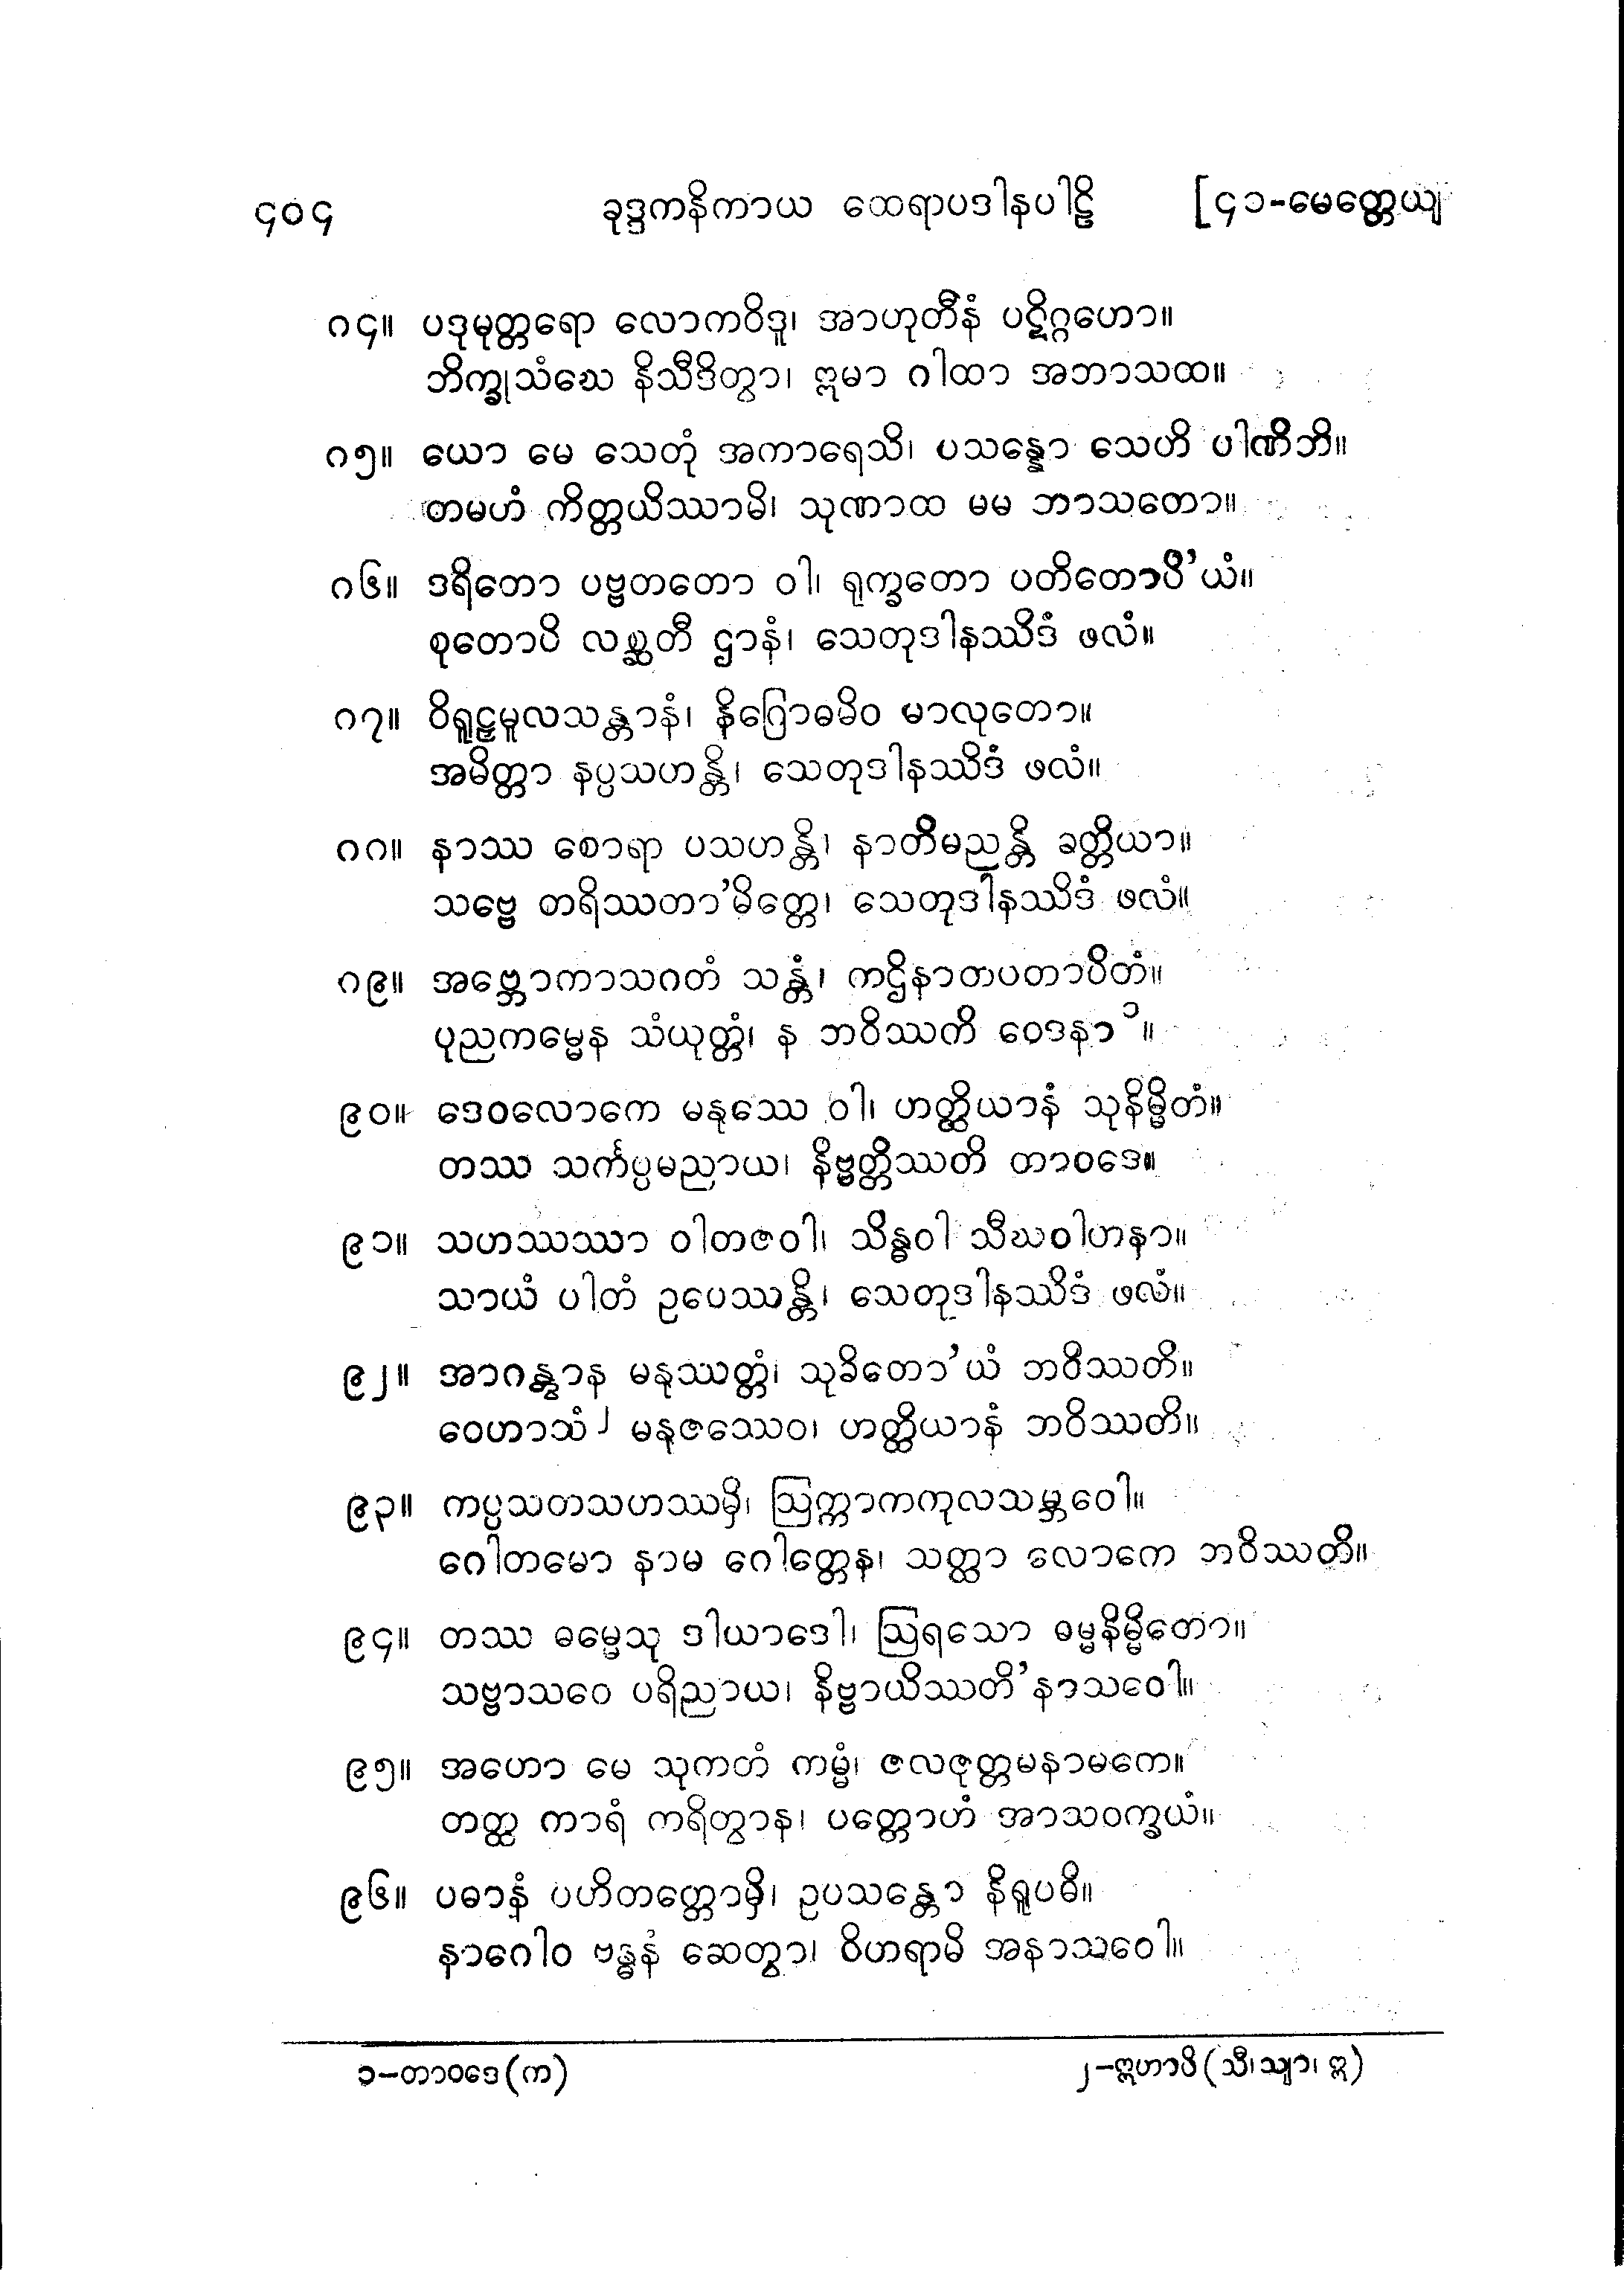 ၄၀၄ ခုဒ္ဒကနိကာယ ထေရာပဒါနပါဠိ [၄၁-မေတ္တေယျ
၈၄။ ပဒုမုတ္တရော လောကဝိဒူ၊ အာဟုတီနံ ပဋိဂ္ဂဟော။
ဘိက္ခုသံဃေ နိသီဒိတွာ၊ ဣမာ ဂါထာ အဘာသထ။
၈၅။ ယော မေ သေတုံ အကာရေသိ၊ ပသန္နော သေဟိ ပါဏိဘိ။
တမဟံ ကိတ္တယိဿာမိ၊ သုဏာထ မမ ဘာသတော။
၈၆။ ဒရိတော ပဗ္ဗတတော ဝါ၊ ရုက္ခတော ပတိတောပိ’ယံ။
စုတောပိ လစ္ဆတီ ဌာနံ၊ သေတုဒါနဿိဒံ ဖလံ။
၈၇။ ဝိရူဠှမူလသန္တာနံ၊ နိဂြောဓမိဝ မာလုတော။
အမိတ္တာ နပ္ပသဟန္တိ၊ သေတုဒါနဿိဒံ ဖလံ။
၈၈။ နာဿ စောရာ ပသဟန္တိ၊ နာတိမညန္တိ ခတ္တိယာ။
သဗ္ဗေ တရိဿတာ’မိတ္တေ၊ သေတုဒါနဿိဒံ ဖလံ။
၈၉။ အဗ္ဘောကာသဂတံ သန္တံ၊ ကဌိနာတပတာပိတံ။
ပုညကမ္မေန သံယုတ္တံ၊ န ဘဝိဿတိ ဝေဒနာ ၁။
၉၀။ ဒေဝလောကေ မနုဿေ ဝါ၊ ဟတ္ထိယာနံ သုနိမ္မိတံ။
တဿ သင်္ကပ္ပမညာယ၊ နိဗ္ဗတ္တိဿတိ တာဝဒေ။
၉၁။ သဟဿဿာ ဝါတဇဝါ၊ သိန္ဓဝါ သီဃဝါဟနာ။
သာယံ ပါတံ ဥပေဿန္တိ၊ သေတုဒါနဿိဒံ ဖလံ။
၉၂။ အာဂန္တွာန မနုဿတ္တံ၊ သုခိတော’ယံ ဘဝိဿတိ။
ဝေဟာသံ ၂ မနုဇဿေဝ၊ ဟတ္ထိယာနံ ဘဝိဿတိ။
၉၃။ ကပ္ပသတသဟဿမှိ၊ ဩက္ကာကကုလသမ္ဘဝေါ။
ဂေါတမော နာမ ဂေါတ္တေန၊ သတ္ထာ လောကေ ဘဝိဿတိ။
၉၄။ တဿ ဓမ္မေသု ဒါယာဒေါ၊ ဩရသော ဓမ္မနိမ္မိတော။
သဗ္ဗာသဝေ ပရိညာယ၊ နိဗ္ဗာယိဿတိ’နာသဝေါ။
၉၅။ အဟော မေ သုကတံ ကမ္မံ၊ ဇလဇုတ္တမနာမကေ။
တတ္ထ ကာရံ ကရိတွာန၊ ပတ္တောဟံ အာသဝက္ခယံ။
၉၆။ ပဓာနံ ပဟိတတ္တောမှိ၊ ဥပသန္တော နိရူပဓိ။
နာဂေါဝ ဗန္ဓနံ ဆေတွာ၊ ဝိဟရာမိ အနာသဝေါ။
၁-တာဝဒေ (က) ၂-ဣဟာပိ (သီ၊ သျာ၊ ဣ)